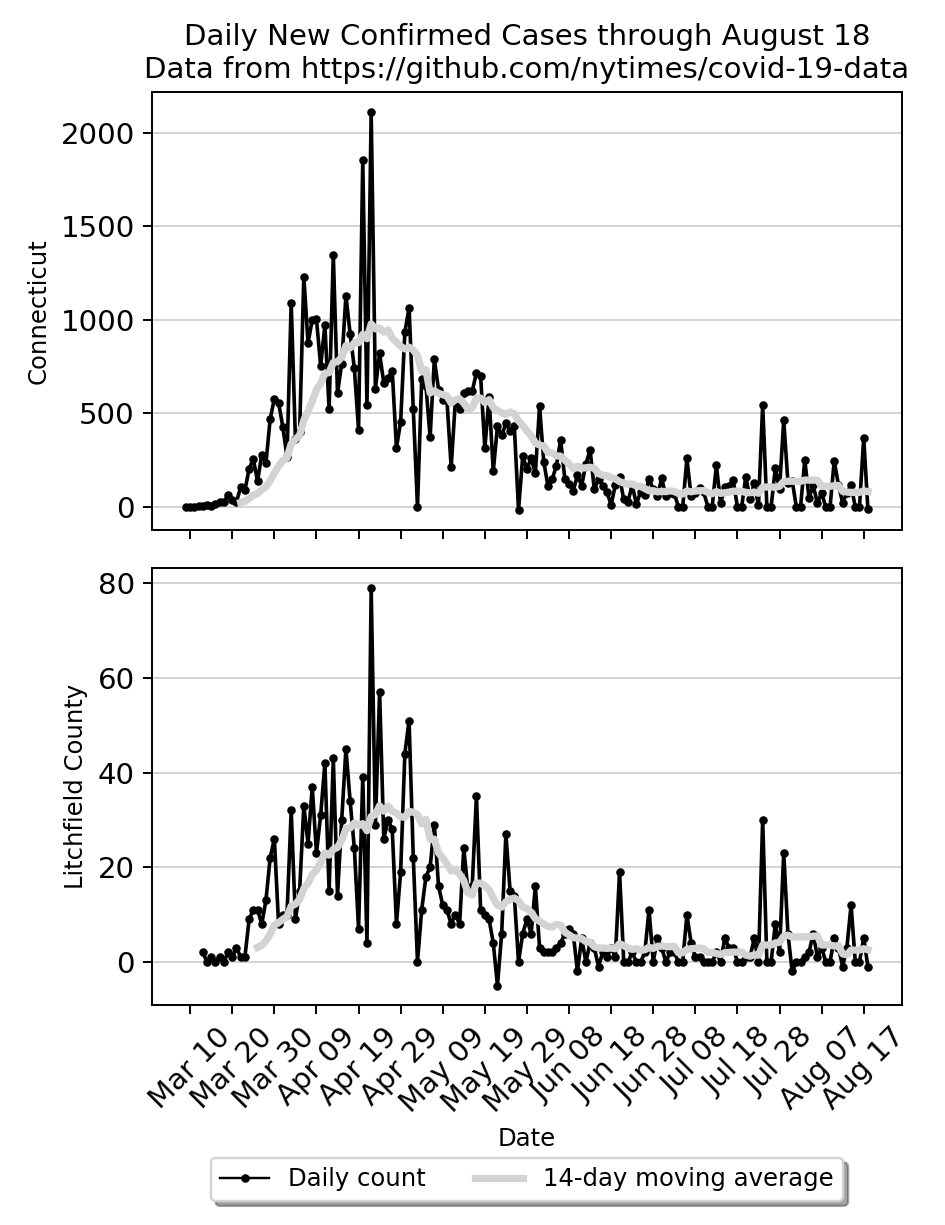 Daily New Confirmed Cases through August 18
Data from https://github.com/nytimes/covid-19-data
2000
1500
1000
500
0
Connecticut
80
60
40
20
0
Litchfield County
Mar 10
Mar 20
Mar 30
Apr 09
Apr 19
Apr 29
May 09
May 19
May 29
Jun 08
Jun 18
Jun 28
Jul 08
Jul 18
Jul 28
Aug 07
Aug 17
Date
Daily count
14-day moving average